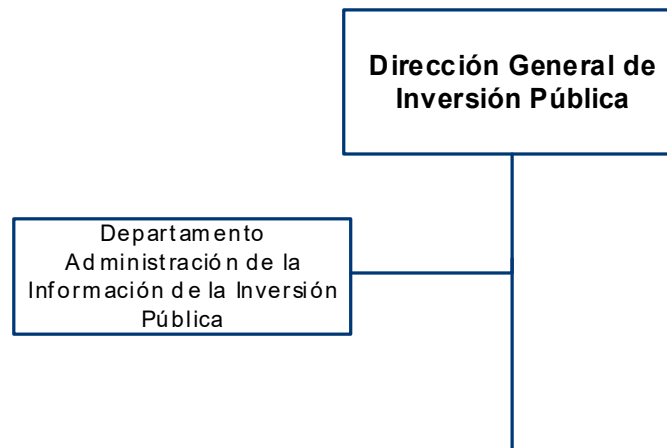 Dirección General de
Inversión Pública
Departamento
Administración de la
Información de la Inversión
Pública